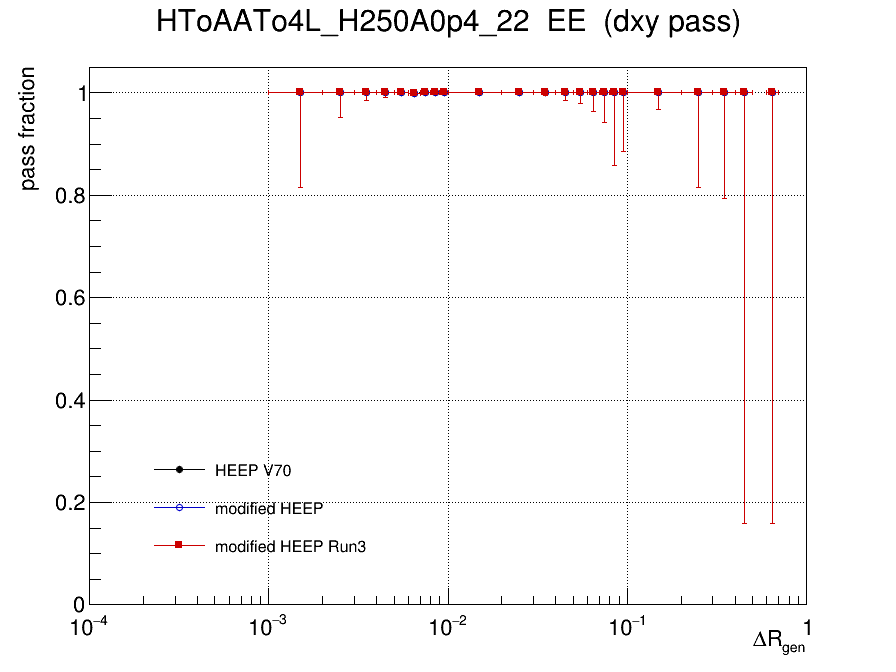 HToAATo4L_H250A0p4_22 EE (dxy pass)
pass fraction
1
0.8
0.6
0.4
0.2
0
HEEP V70
modified HEEP
modified HEEP Run3
10⁻⁴ 10⁻³ 10⁻² 10⁻¹ 1
ΔR_gen